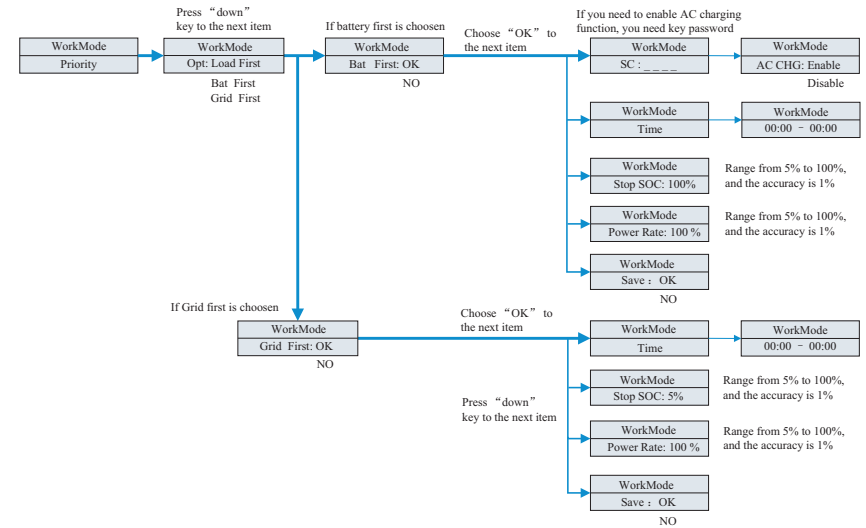 Press “down”
key to the next item
If battery first is choosen
Choose “OK” to
the next item
If you need to enable AC charging
function, you need key password
WorkMode
Priority
WorkMode
Opt: Load First
Bat First
Grid First
WorkMode
Bat First: OK
NO
WorkMode
SC : _ _ _ _
WorkMode
AC CHG: Enable
Disable
WorkMode
Time
WorkMode
00:00 - 00:00
WorkMode
Stop SOC: 100%
Range from 5% to 100%,
and the accuracy is 1%
WorkMode
Power Rate: 100 %
Range from 5% to 100%,
and the accuracy is 1%
WorkMode
Save : OK
NO
If Grid first is choosen
WorkMode
Grid First: OK
NO
Choose “OK” to
the next item
WorkMode
Time
WorkMode
00:00 - 00:00
Press “down”
key to the next item
WorkMode
Stop SOC: 5%
Range from 5% to 100%,
and the accuracy is 1%
WorkMode
Power Rate: 100 %
Range from 5% to 100%,
and the accuracy is 1%
WorkMode
Save : OK
NO